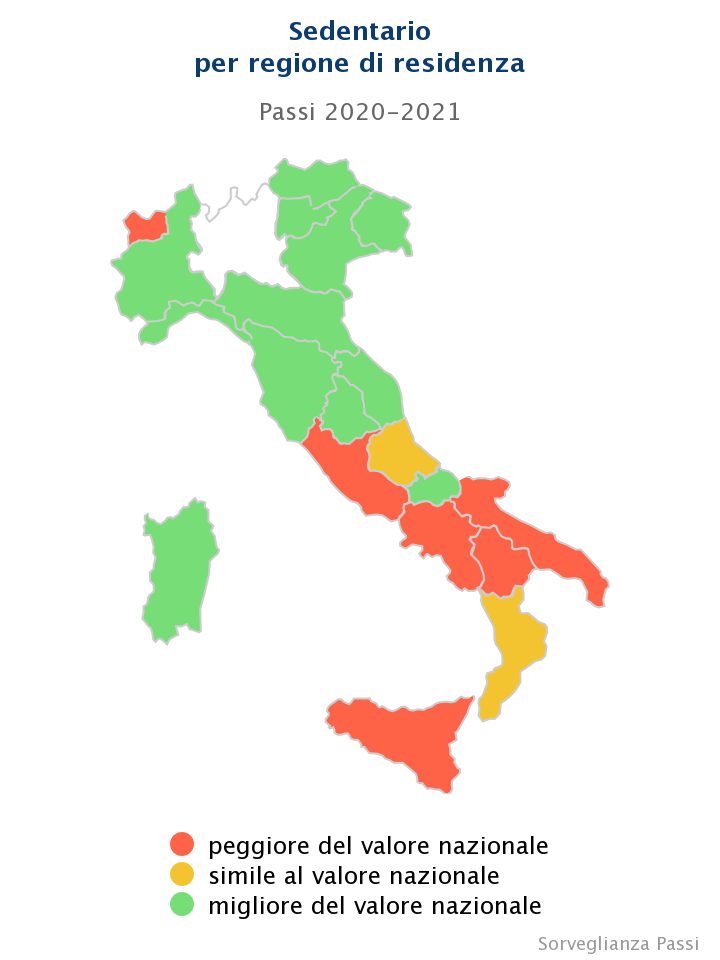 Sedentario
per regione di residenza
Passi 2020-2021
peggiore del valore nazionale
simile al valore nazionale
migliore del valore nazionale
Sorveglianza Passi